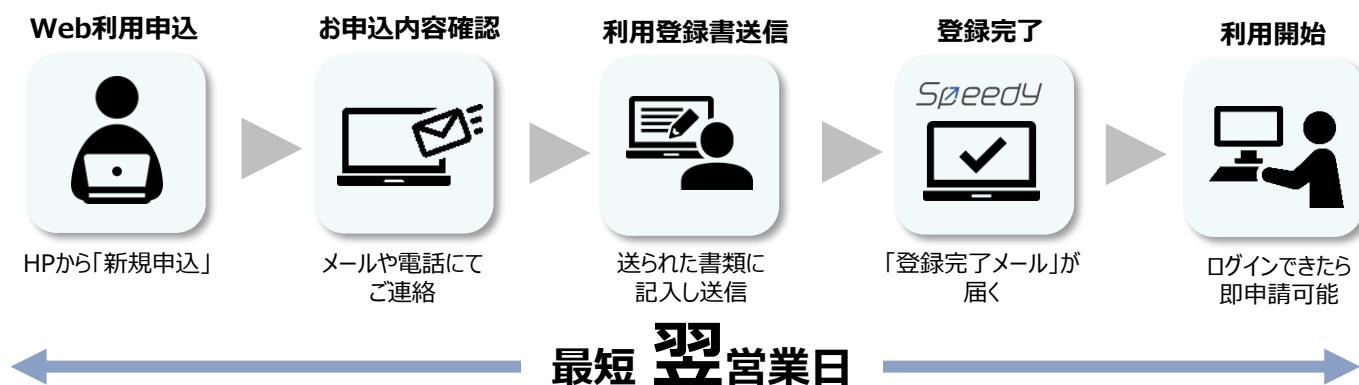 Web利用申込
お申込内容確認
利用登録書送信
登録完了
利用開始
Speedy
HPから「新規申込」
メールや電話にて
ご連絡
送られた書類に
記入し送信
「登録完了メール」が
届く
ログインできたら
即申請可能
最短 翌営業日